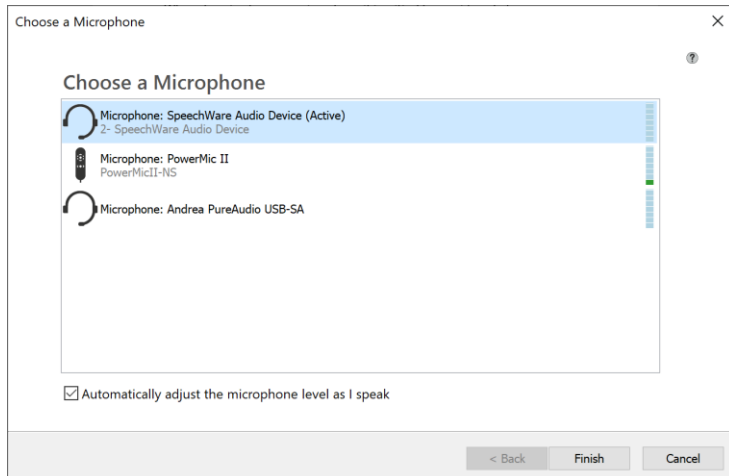 Choose a Microphone
Choose a Microphone
Microphone: SpeechWare Audio Device (Active)
2- SpeechWare Audio Device
Microphone: PowerMic II
PowerMicII-NS
Microphone: Andrea PureAudio USB-SA
Automatically adjust the microphone level as I speak
< Back Finish Cancel